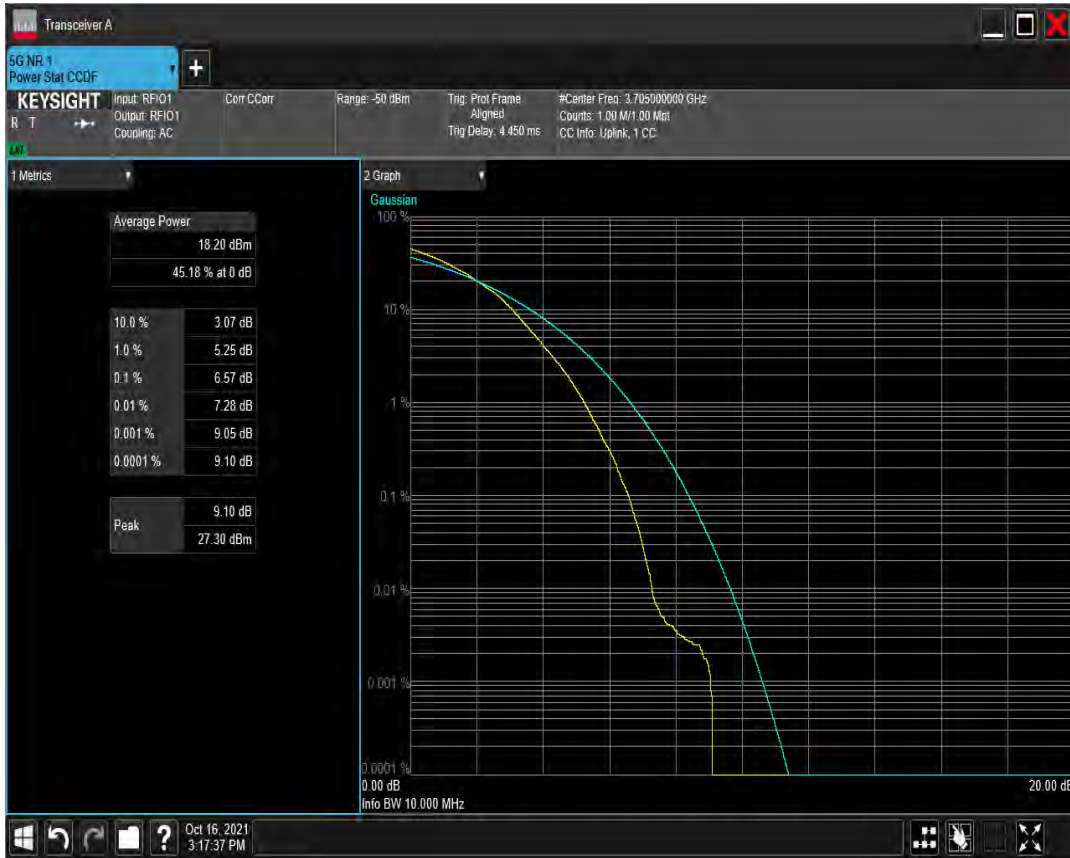 Transceiver A
5G NR 1
Power Stat CCDF
+
KEYSIGHT
R T
LXI
Input: RFIO1
Output: RFIO1
Coupling: AC
Corr CCorr
Range: -50 dBm
Trig: Prot Frame
Aligned
Trig Delay: 4.450 ms
#Center Freq: 3.705000000 GHz
Counts: 1.00 M/1.00 Mpt
CC Info: Uplink, 1 CC
1 Metrics
Average Power
18.20 dBm
45.18 % at 0 dB
10.0 % 3.07 dB
1.0 % 5.25 dB
0.1 % 6.57 dB
0.01 % 7.28 dB
0.001 % 9.05 dB
0.0001 % 9.10 dB
Peak
9.10 dB
27.30 dBm
2 Graph
Gaussian
100 %
10 %
1 %
0.1 %
0.01 %
0.001 %
0.0001 %
0.00 dB
20.00 dB
Info BW 10.000 MHz
?
Oct 16, 2021
3:17:37 PM